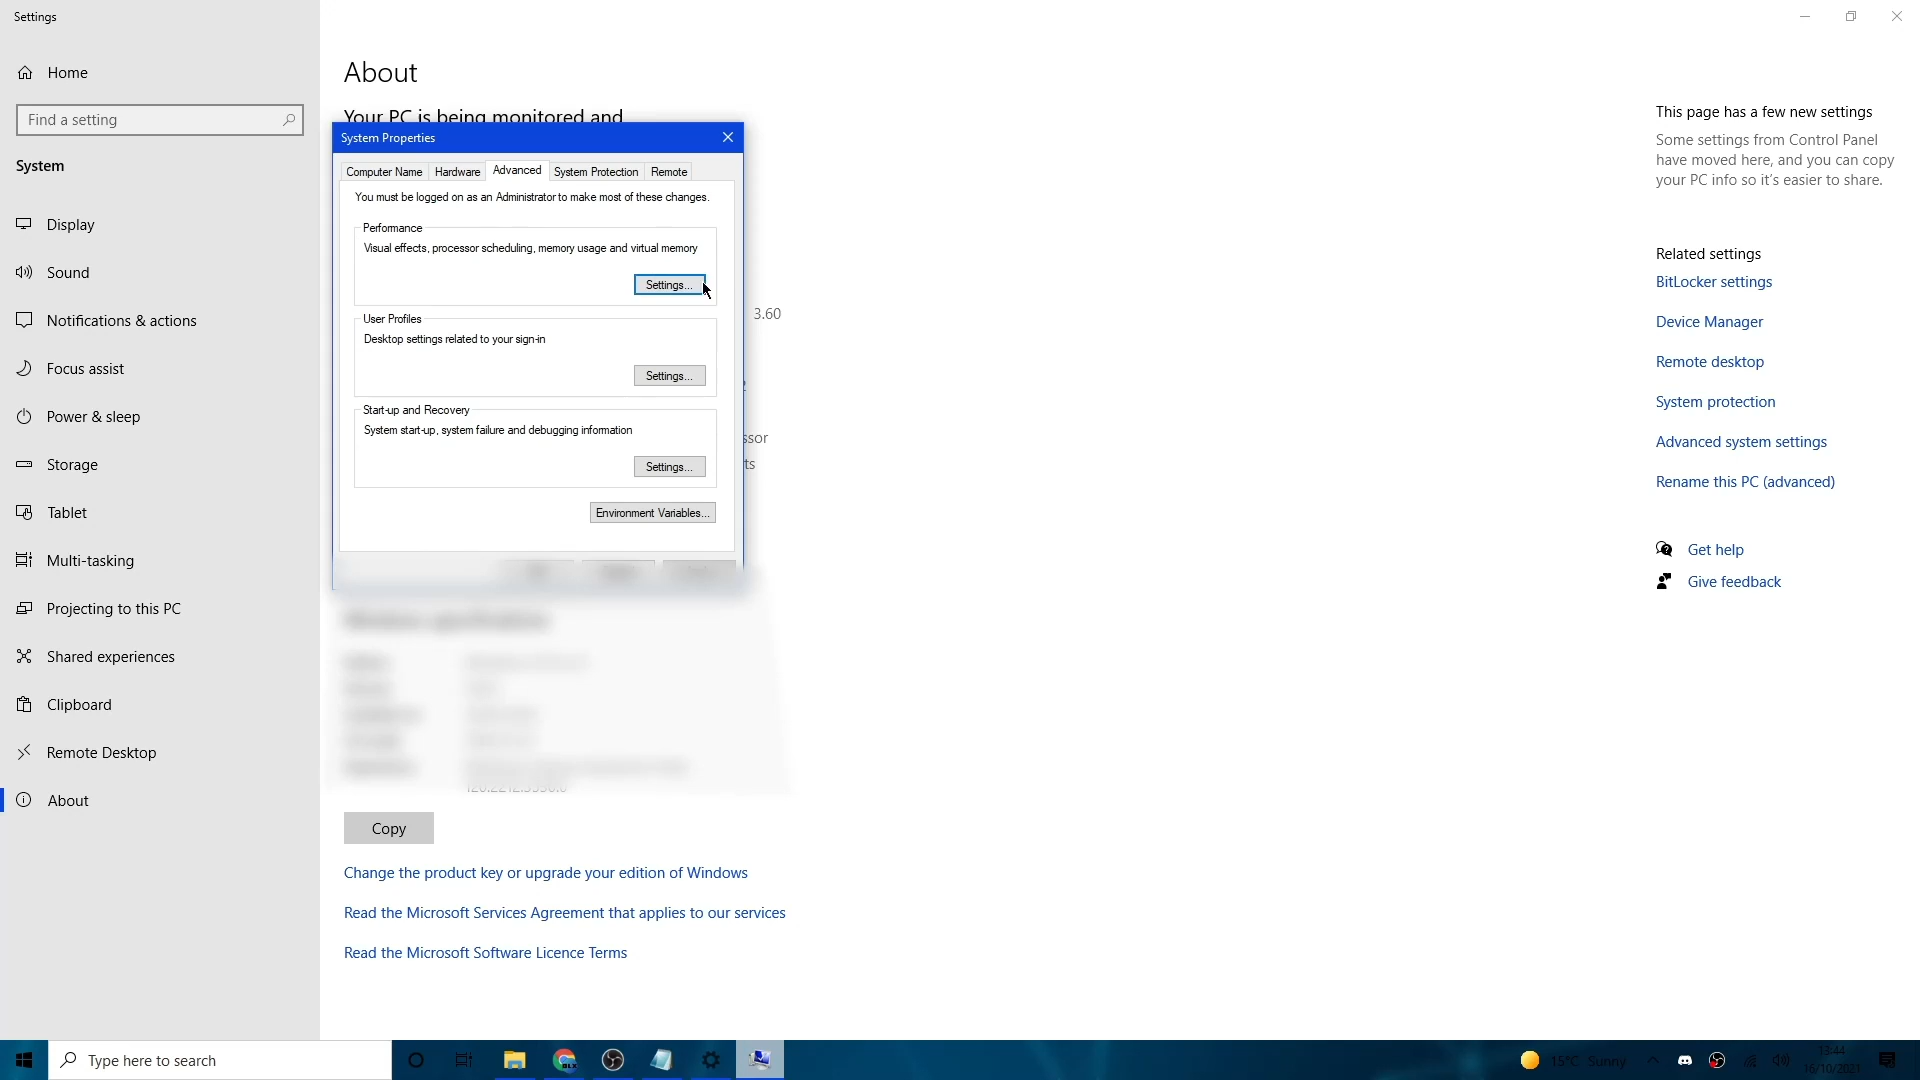 Settings
Home
Find a setting
System
Display
Sound
Notifications & actions
Focus assist
Power & sleep
Storage
Tablet
Multi-tasking
Projecting to this PC
Shared experiences
Clipboard
Remote Desktop
About
About
Your PC is being monitored and
System Properties
Computer Name Hardware Advanced System Protection Remote
You must be logged on as an Administrator to make most of these changes.
Performance
Visual effects, processor scheduling, memory usage and virtual memory
Settings...
User Profiles
Desktop settings related to your sign-in
Settings...
Start-up and Recovery
System start-up, system failure and debugging information
Settings...
Environment Variables...
3.60
ssor
ts
Copy
Change the product key or upgrade your edition of Windows
Read the Microsoft Services Agreement that applies to our services
Read the Microsoft Software Licence Terms
This page has a few new settings
Some settings from Control Panel
have moved here, and you can copy
your PC info so it's easier to share.
Related settings
BitLocker settings
Device Manager
Remote desktop
System protection
Advanced system settings
Rename this PC (advanced)
Get help
Give feedback
Type here to search
15°C Sunny
13:44